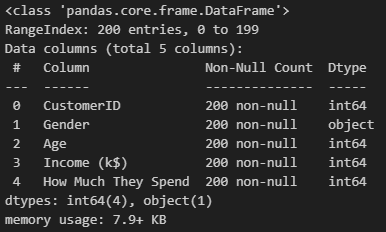 <class 'pandas.core.frame.DataFrame'>
RangeIndex: 200 entries, 0 to 199
Data columns (total 5 columns):
 #   Column               Non-Null Count  Dtype
---  ------               --------------  -----
 0   CustomerID           200 non-null    int64
 1   Gender               200 non-null    object
 2   Age                  200 non-null    int64
 3   Income (k$)          200 non-null    int64
 4   How Much They Spend  200 non-null    int64
dtypes: int64(4), object(1)
memory usage: 7.9+ KB